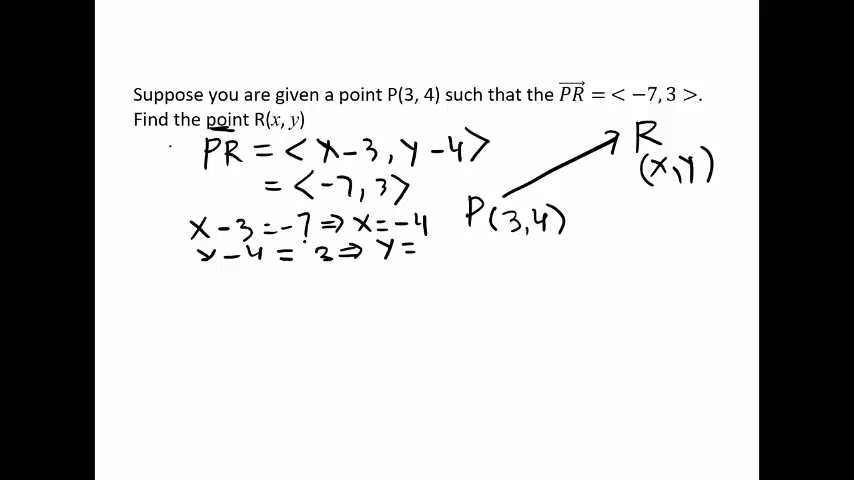 Suppose you are given a point P(3, 4) such that the $\overrightarrow{PR}$ = < −7, 3 >.
Find the point R(x, y)
PR = < x - 3, y - 4 >
= < -7, 3 >
x - 3 = -7 ⇒ x = -4
y - 4 = 3 ⇒ y =
R
(x, y)
P(3,4)